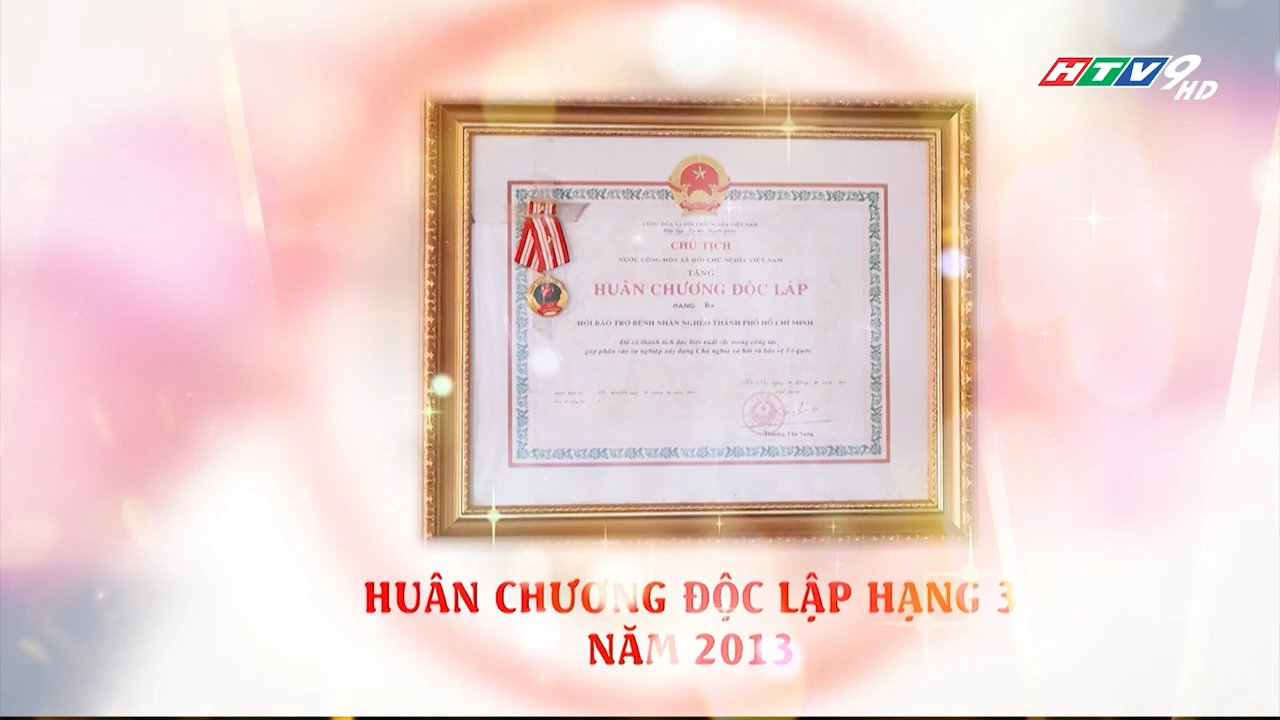 HTV9 HD
CỘNG HÒA XÃ HỘI CHỦ NGHĨA VIỆT NAM
CHỦ TỊCH
NƯỚC CỘNG HÒA XÃ HỘI CHỦ NGHĨA VIỆT NAM
TẶNG
HUÂN CHƯƠNG ĐỘC LẬP
HẠNG Ba
HỘI BẢO TRỢ BỆNH NHÂN NGHÈO THÀNH PHỐ HỒ CHÍ MINH
Đã có thành tích đặc biệt xuất sắc trong công tác,
góp phần vào sự nghiệp xây dựng Chủ nghĩa xã hội và bảo vệ Tổ quốc.
Trương Tấn Sang
HUÂN CHƯƠNG ĐỘC LẬP HẠNG 3
NĂM 2013